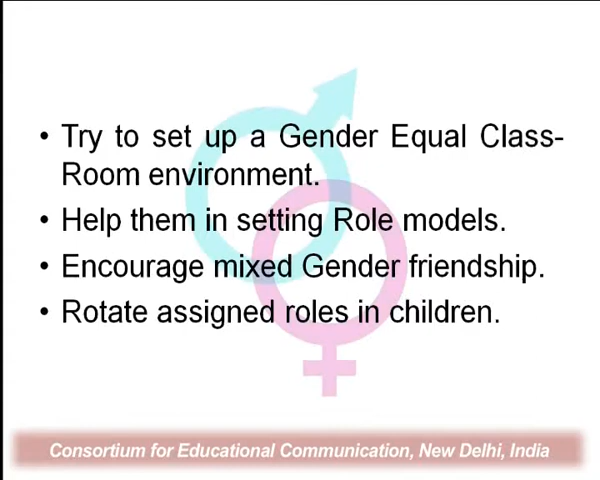 • Try to set up a Gender Equal Class-
Room environment.
• Help them in setting Role models.
• Encourage mixed Gender friendship.
• Rotate assigned roles in children.
Consortium for Educational Communication, New Delhi, India